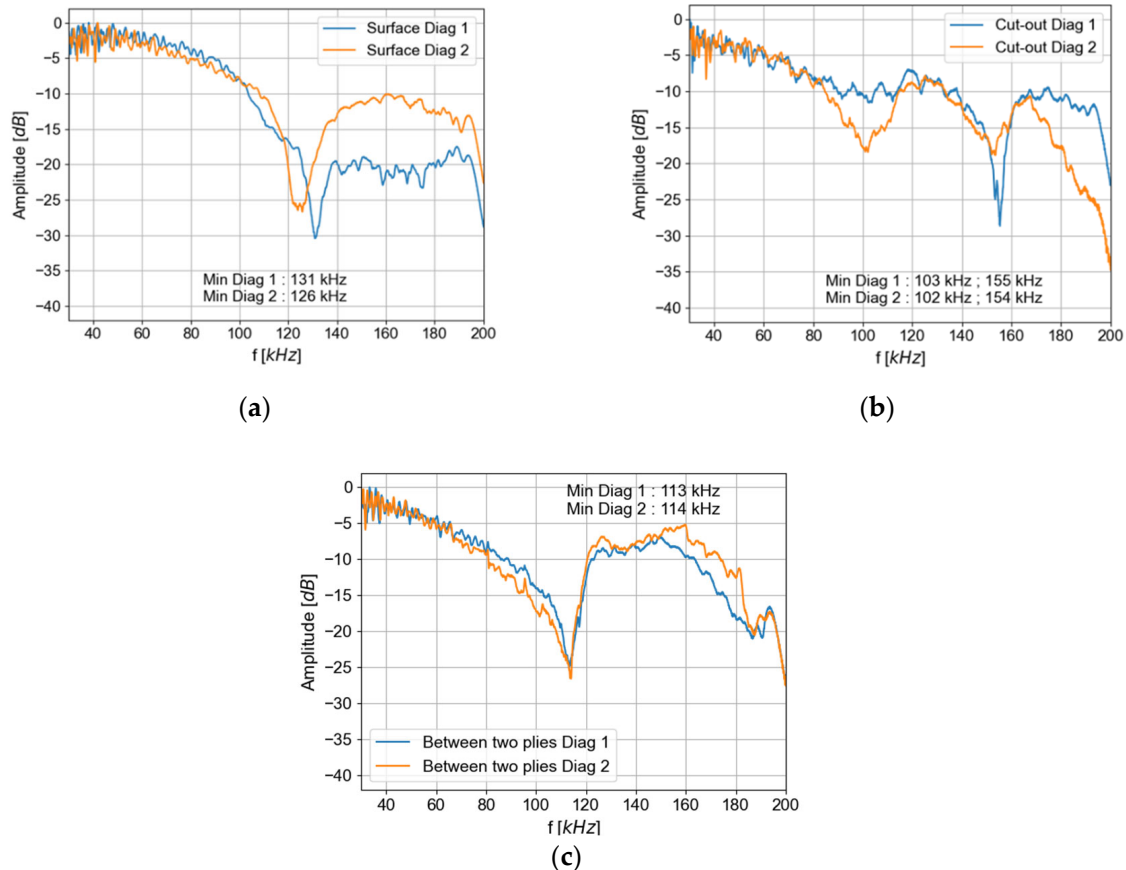 Surface Diag 1
Surface Diag 2
Amplitude [dB]
0
−5
−10
−15
−20
−25
−30
−35
−40
Min Diag 1 : 131 kHz
Min Diag 2 : 126 kHz
40 60 80 100 120 140 160 180 200
f [kHz]
(a)
Cut-out Diag 1
Cut-out Diag 2
Amplitude [dB]
0
−5
−10
−15
−20
−25
−30
−35
−40
Min Diag 1 : 103 kHz ; 155 kHz
Min Diag 2 : 102 kHz ; 154 kHz
40 60 80 100 120 140 160 180 200
f [kHz]
(b)
Min Diag 1 : 113 kHz
Min Diag 2 : 114 kHz
Amplitude [dB]
0
−5
−10
−15
−20
−25
−30
−35
−40
Between two plies Diag 1
Between two plies Diag 2
40 60 80 100 120 140 160 180 200
f [kHz]
(c)